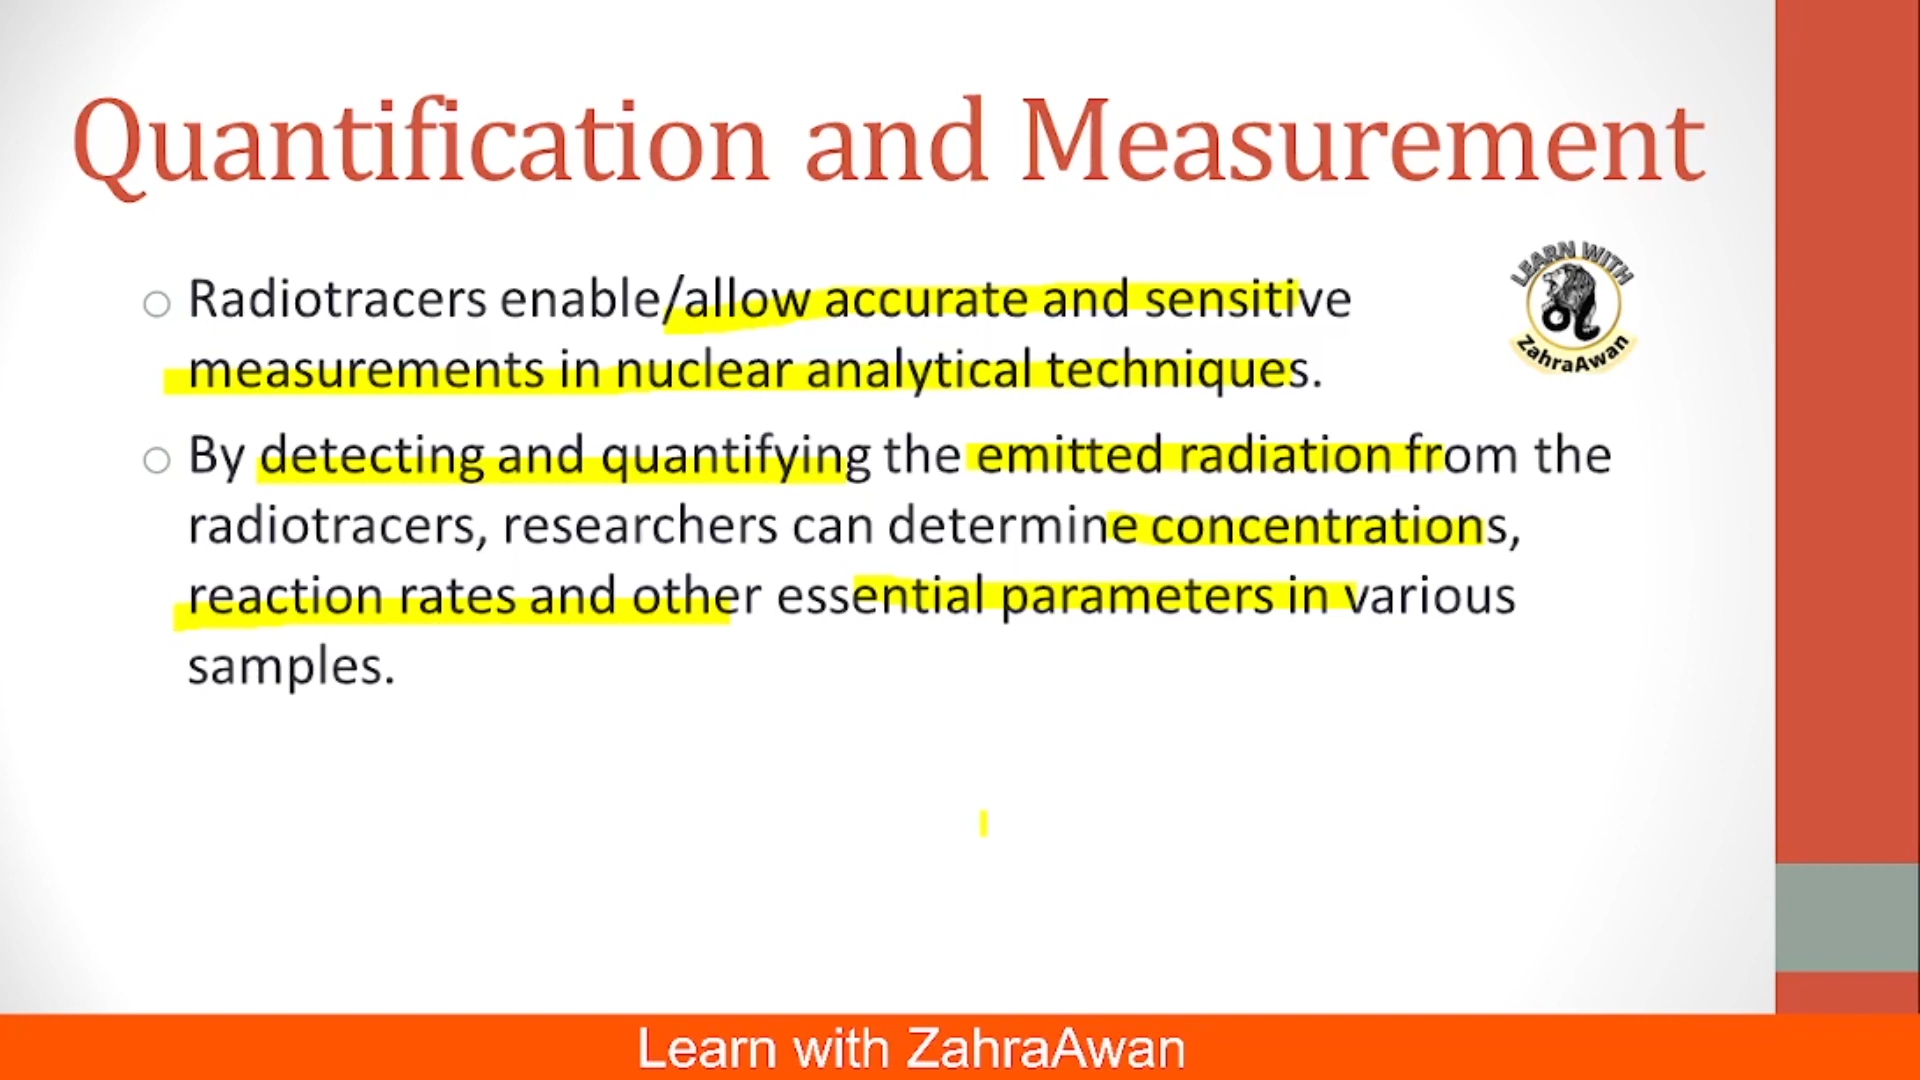 Quantification and Measurement
LEARN WITH
ZahraAwan
Radiotracers enable/allow accurate and sensitive
measurements in nuclear analytical techniques.
By detecting and quantifying the emitted radiation from the
radiotracers, researchers can determine concentrations,
reaction rates and other essential parameters in various
samples.
Learn with ZahraAwan